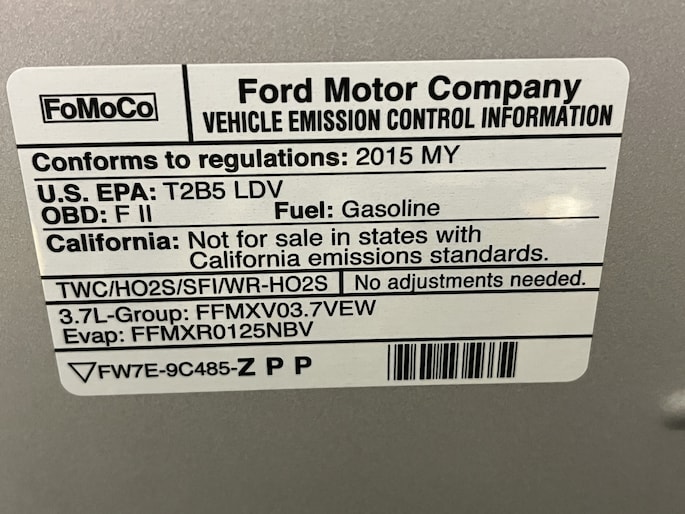 FoMoCo
Ford Motor Company
VEHICLE EMISSION CONTROL INFORMATION
Conforms to regulations: 2015 MY
U.S. EPA: T2B5 LDV
OBD: F II Fuel: Gasoline
California: Not for sale in states with
California emissions standards.
TWC/HO2S/SFI/WR-HO2S No adjustments needed.
3.7L-Group: FFMXV03.7VEW
Evap: FFMXR0125NBV
FW7E-9C485-Z P P